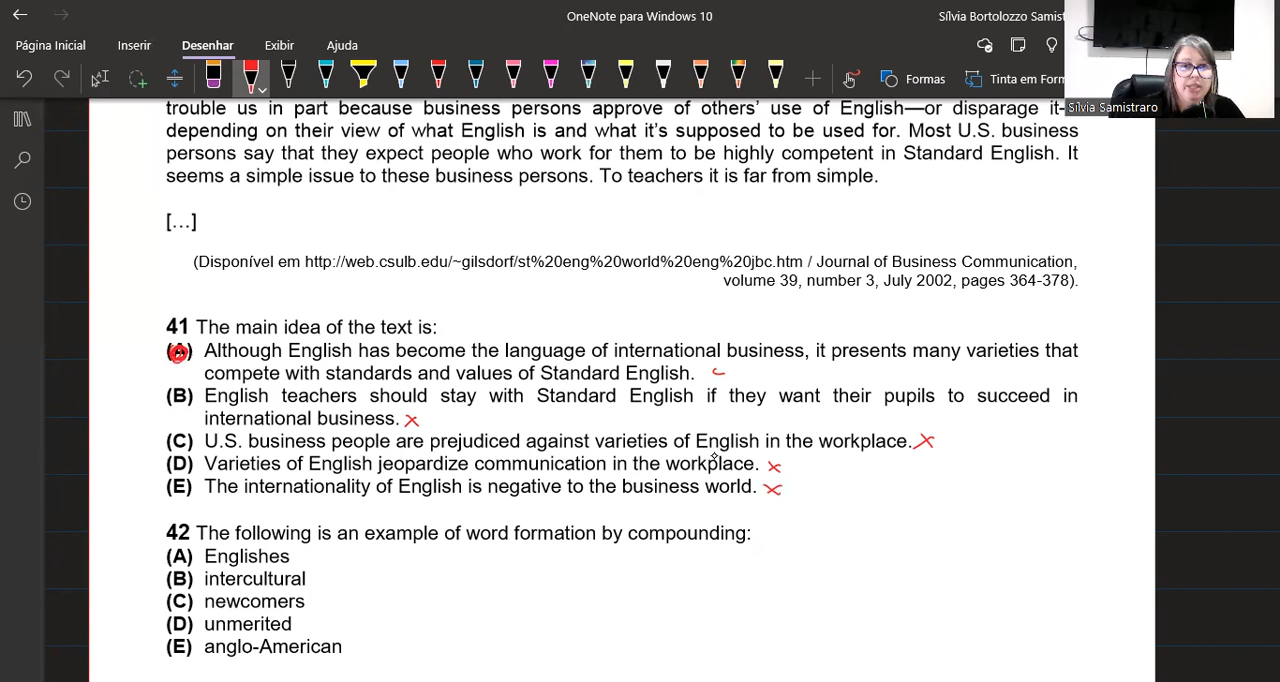 OneNote para Windows 10
Sílvia Bortolozzo Samist
Página Inicial Inserir Desenhar Exibir Ajuda
Formas Tinta em Form
Sílvia Samistraro
trouble us in part because business persons approve of others' use of English—or disparage it-
depending on their view of what English is and what it's supposed to be used for. Most U.S. business
persons say that they expect people who work for them to be highly competent in Standard English. It
seems a simple issue to these business persons. To teachers it is far from simple.
[...]
(Disponível em http://web.csulb.edu/~gilsdorf/st%20eng%20world%20eng%20jbc.htm / Journal of Business Communication,
volume 39, number 3, July 2002, pages 364-378).
41 The main idea of the text is:
(A) Although English has become the language of international business, it presents many varieties that
compete with standards and values of Standard English.
(B) English teachers should stay with Standard English if they want their pupils to succeed in
international business.
(C) U.S. business people are prejudiced against varieties of English in the workplace.
(D) Varieties of English jeopardize communication in the workplace.
(E) The internationality of English is negative to the business world.
42 The following is an example of word formation by compounding:
(A) Englishes
(B) intercultural
(C) newcomers
(D) unmerited
(E) anglo-American